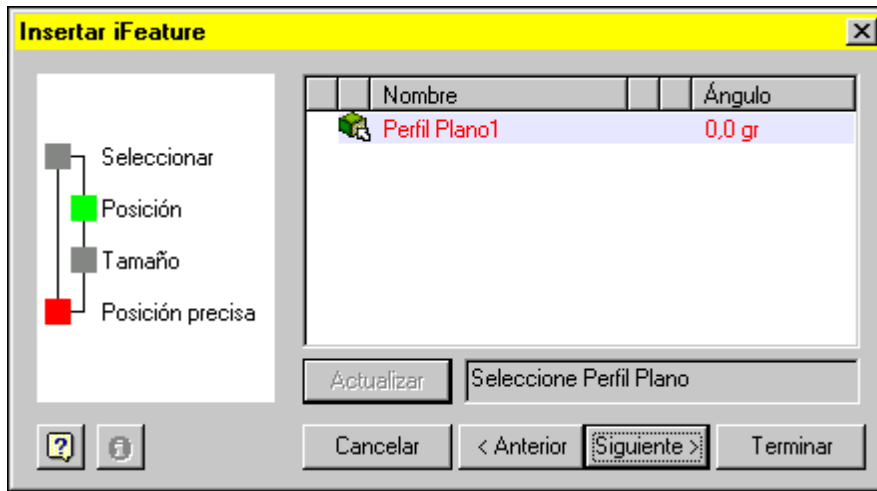 Insertar iFeature
Nombre Ángulo
Perfil Plano1 0,0 gr
Seleccionar
Posición
Tamaño
Posición precisa
Actualizar Seleccione Perfil Plano
Cancelar < Anterior Siguiente > Terminar